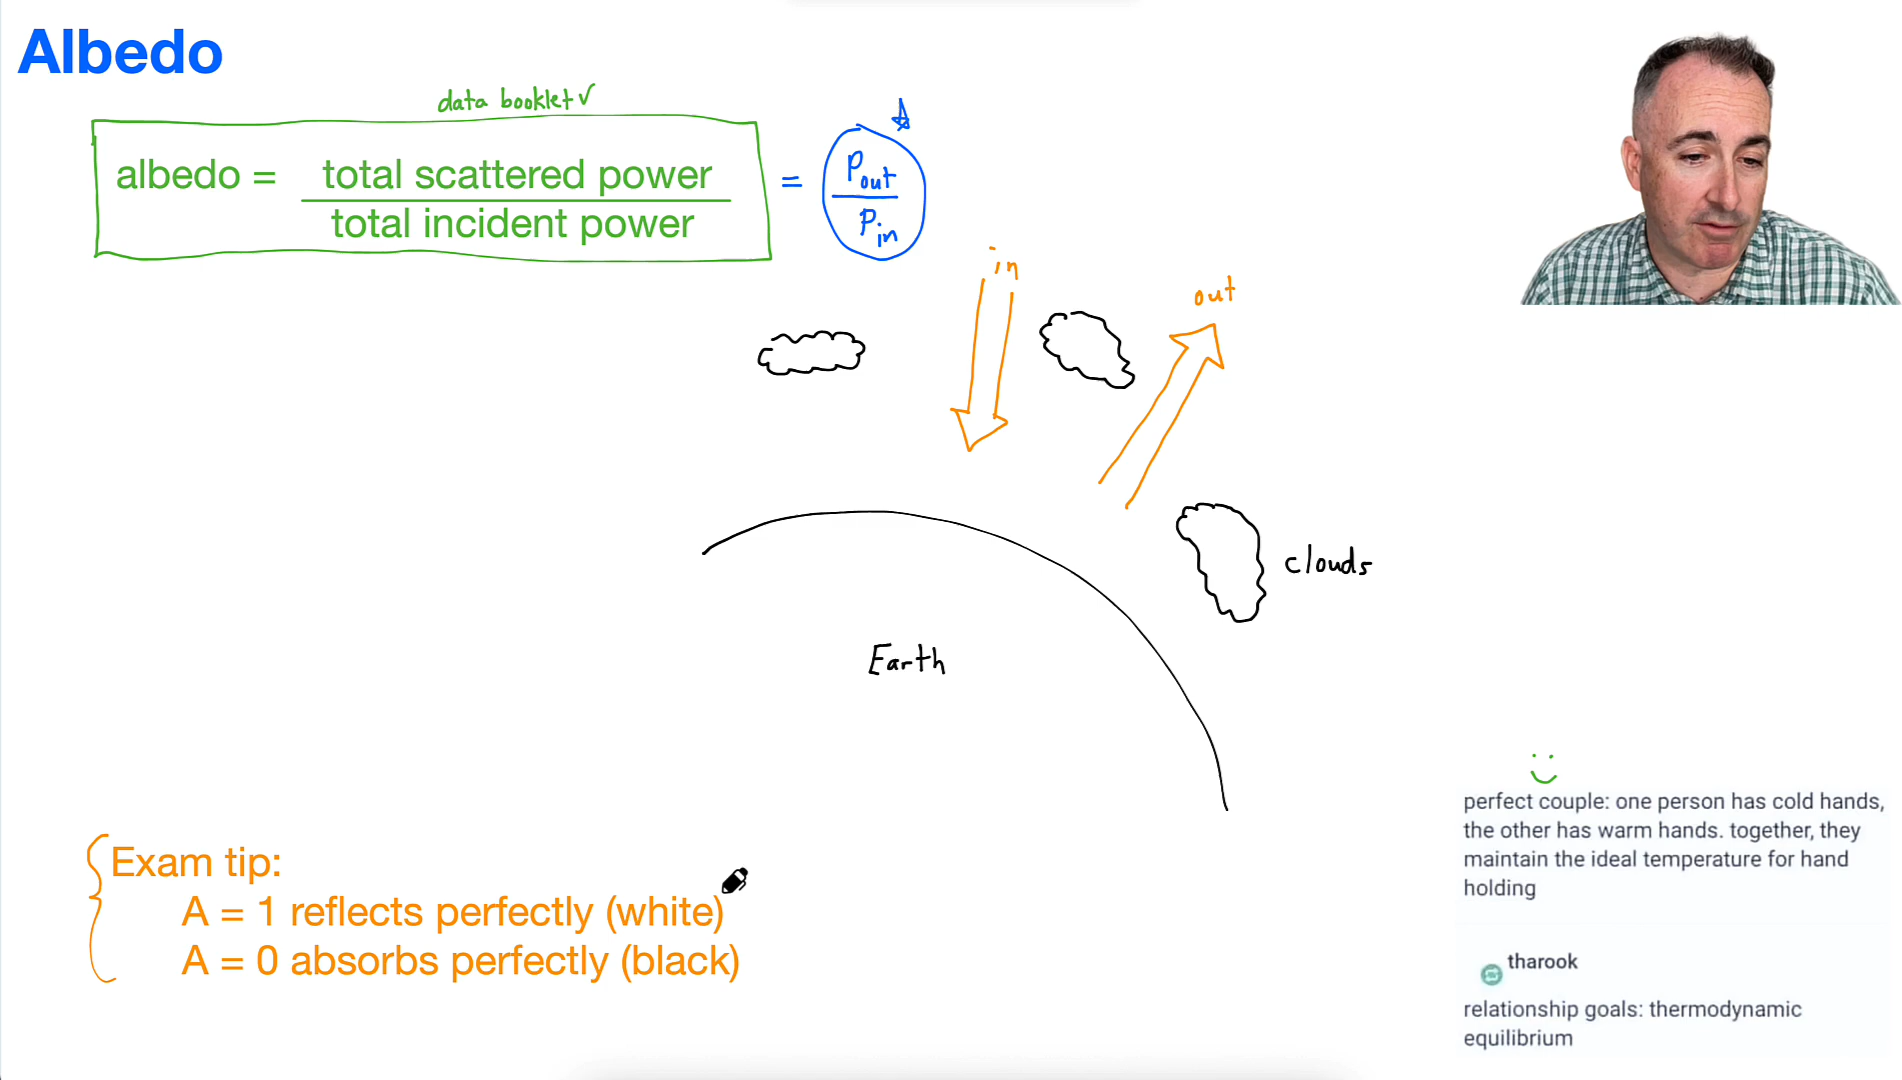 Albedo
data booklet ✓
albedo = total scattered power
total incident power
= Pout
Pin
in
out
clouds
Earth
Exam tip:
A = 1 reflects perfectly (white)
A = 0 absorbs perfectly (black)
perfect couple: one person has cold hands,
the other has warm hands. together, they
maintain the ideal temperature for hand
holding
tharook
relationship goals: thermodynamic
equilibrium